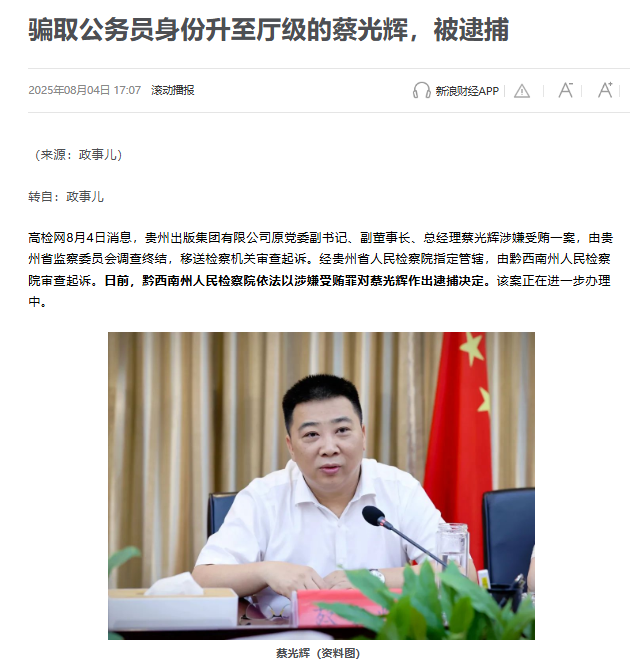 骗取公务员身份升至厅级的蔡光辉，被逮捕
2025年08月04日 17:07 滚动播报
新浪财经APP
A-
A+
（来源：政事儿）
转自：政事儿
高检网8月4日消息，贵州出版集团有限公司原党委副书记、副董事长、总经理蔡光辉涉嫌受贿一案，由贵
州省监察委员会调查终结，移送检察机关审查起诉。经贵州省人民检察院指定管辖，由黔西南州人民检察
院审查起诉。日前，黔西南州人民检察院依法以涉嫌受贿罪对蔡光辉作出逮捕决定。该案正在进一步办理
中。
蔡光辉（资料图）